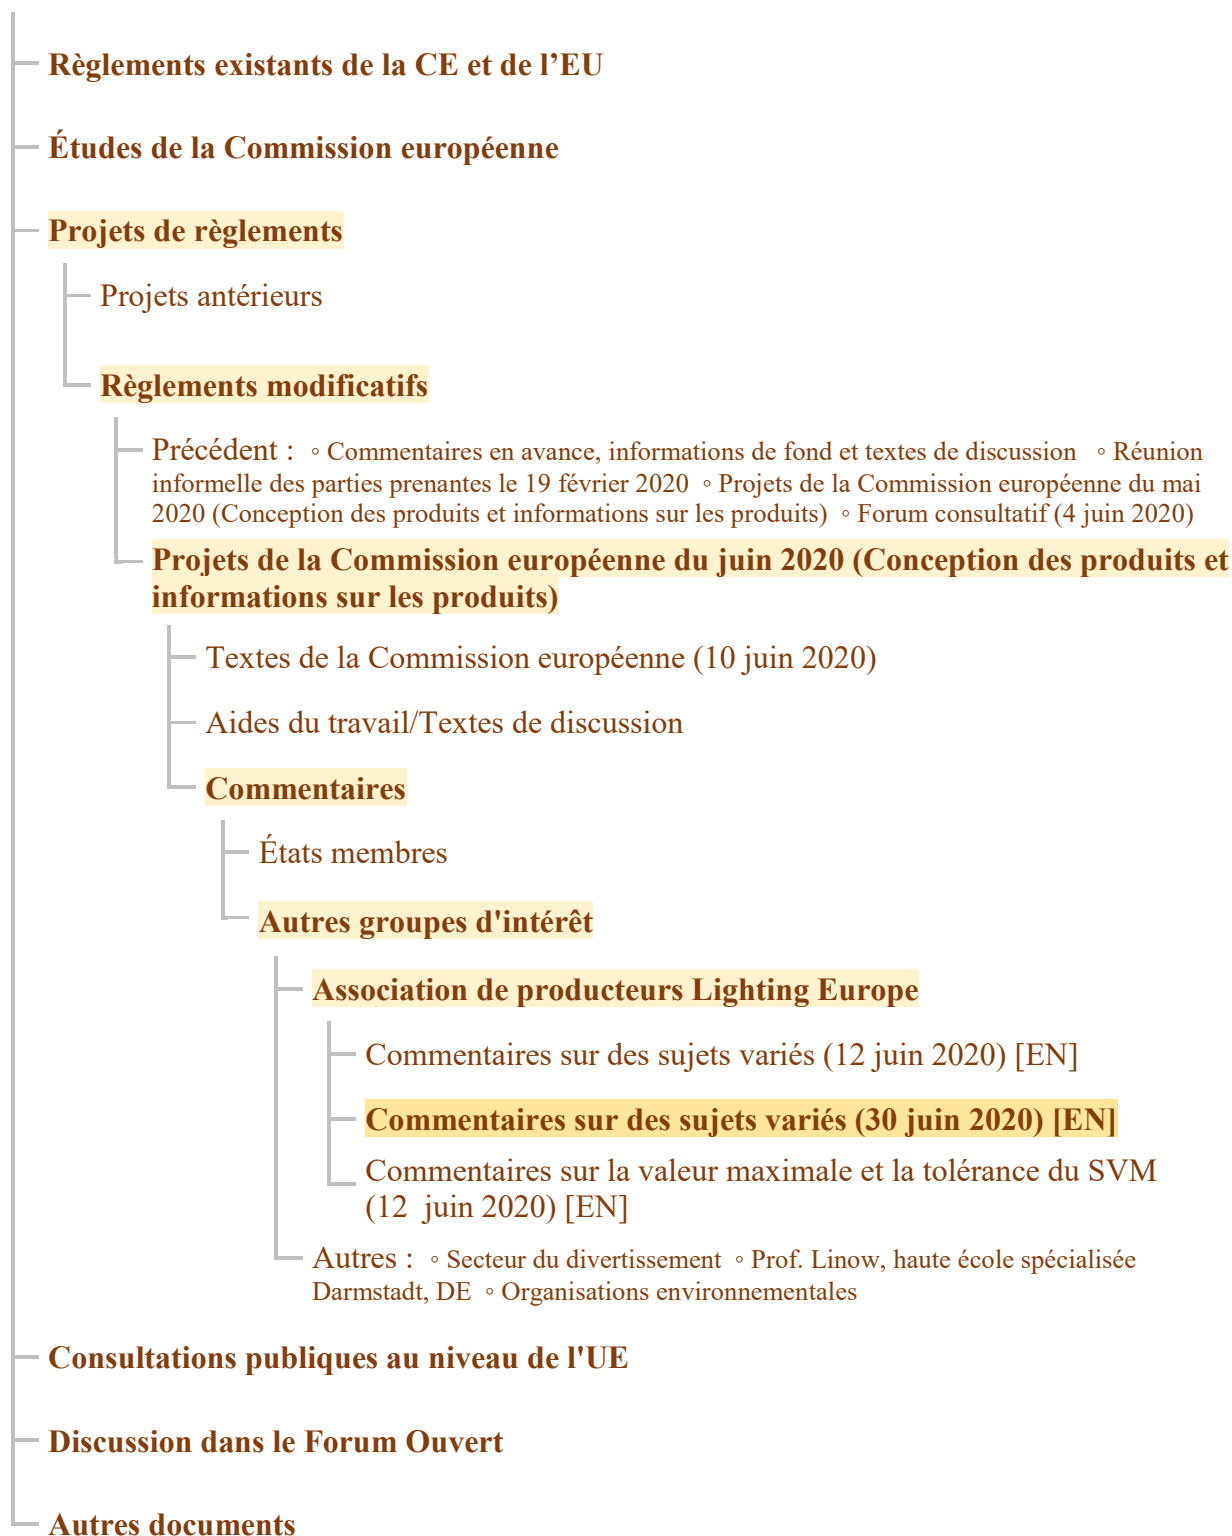 Règlements existants de la CE et de l’EU
Études de la Commission européenne
Projets de règlements
Projets antérieurs
Règlements modificatifs
Précédent : ◦ Commentaires en avance, informations de fond et textes de discussion ◦ Réunion
informelle des parties prenantes le 19 février 2020 ◦ Projets de la Commission européenne du mai
2020 (Conception des produits et informations sur les produits) ◦ Forum consultatif (4 juin 2020)
Projets de la Commission européenne du juin 2020 (Conception des produits et
informations sur les produits)
Textes de la Commission européenne (10 juin 2020)
Aides du travail/Textes de discussion
Commentaires
États membres
Autres groupes d'intérêt
Association de producteurs Lighting Europe
Commentaires sur des sujets variés (12 juin 2020) [EN]
Commentaires sur des sujets variés (30 juin 2020) [EN]
Commentaires sur la valeur maximale et la tolérance du SVM
(12 juin 2020) [EN]
Autres : ◦ Secteur du divertissement ◦ Prof. Linow, haute école spécialisée
Darmstadt, DE ◦ Organisations environnementales
Consultations publiques au niveau de l'UE
Discussion dans le Forum Ouvert
Autres documents